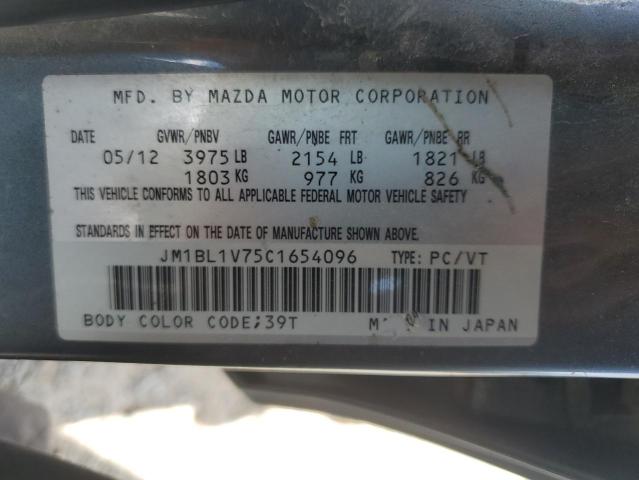 MFD. BY MAZDA MOTOR CORPORATION
DATE GVWR/PNBV GAWR/PNBE FRT GAWR/PNBE RR
05/12 3975 LB 2154 LB 1821 LB
1803 KG 977 KG 826 KG
THIS VEHICLE CONFORMS TO ALL APPLICABLE FEDERAL MOTOR VEHICLE SAFETY
STANDARDS IN EFFECT ON THE DATE OF MANUFACTURE SHOWN ABOVE.
JM1BL1V75C1654096 TYPE: PC/VT
BODY COLOR CODE;39T IN JAPAN